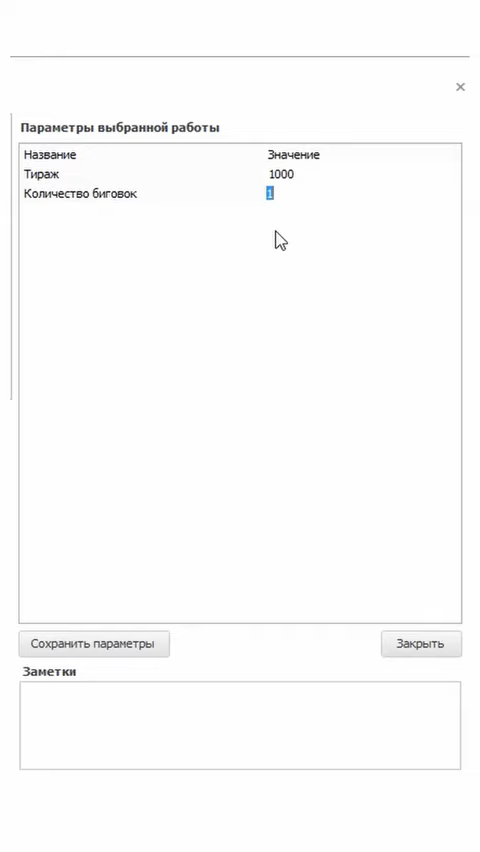 Параметры выбранной работы
Название Значение
Тираж 1000
Количество биговок 1
Сохранить параметры Закрыть
Заметки